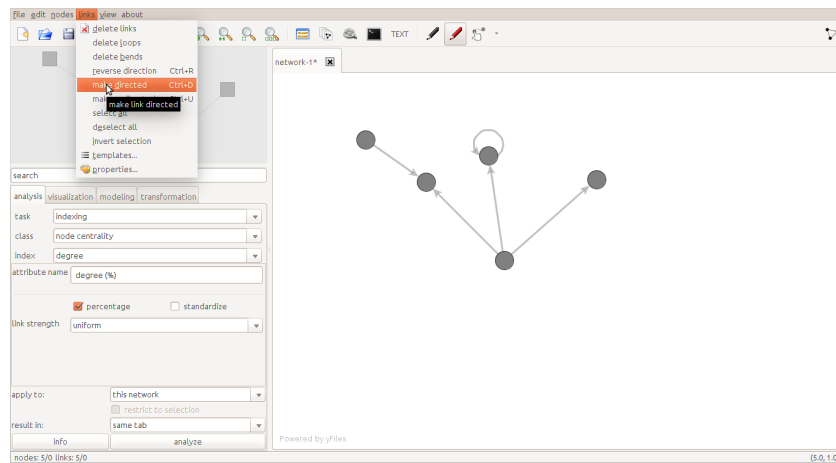 file edit nodes links view about
delete links
delete loops
delete bends
reverse direction Ctrl+R
make directed Ctrl+D
make link directed
select all
deselect all
invert selection
templates...
properties...
TEXT
network-1*
search
analysis visualization modeling transformation
task indexing
class node centrality
index degree
attribute name degree (%)
percentage standardize
link strength uniform
apply to: this network
restrict to selection
result in: same tab
info analyze
Powered by yFiles
nodes: 5/0 links: 5/0